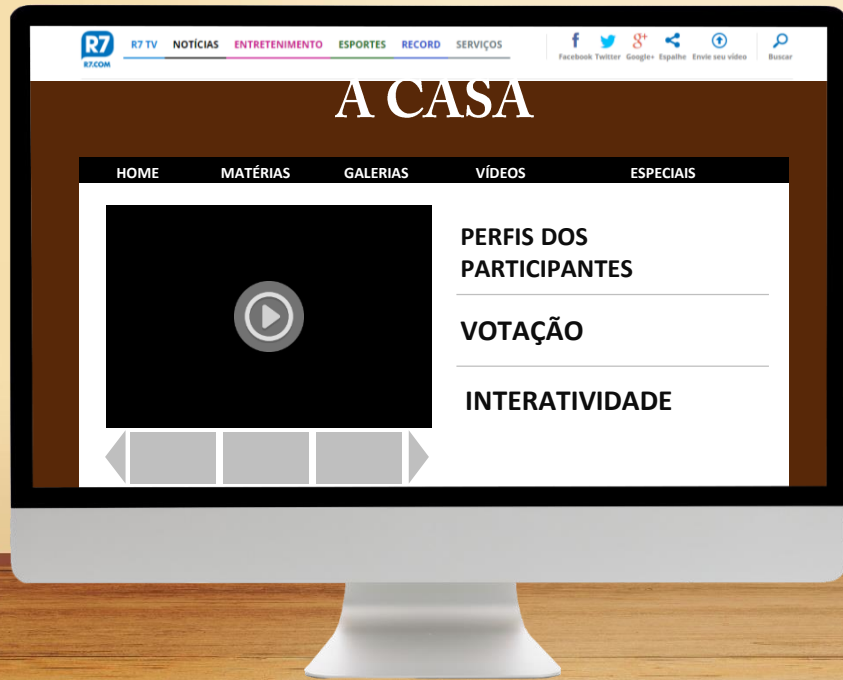 R7 R7 TV NOTÍCIAS ENTRETENIMENTO ESPORTES RECORD SERVIÇOS
R7.COM Facebook Twitter Google+ Espalhe Envie seu vídeo Buscar
A CASA
HOME MATÉRIAS GALERIAS VÍDEOS ESPECIAIS
PERFIS DOS
PARTICIPANTES
VOTAÇÃO
INTERATIVIDADE